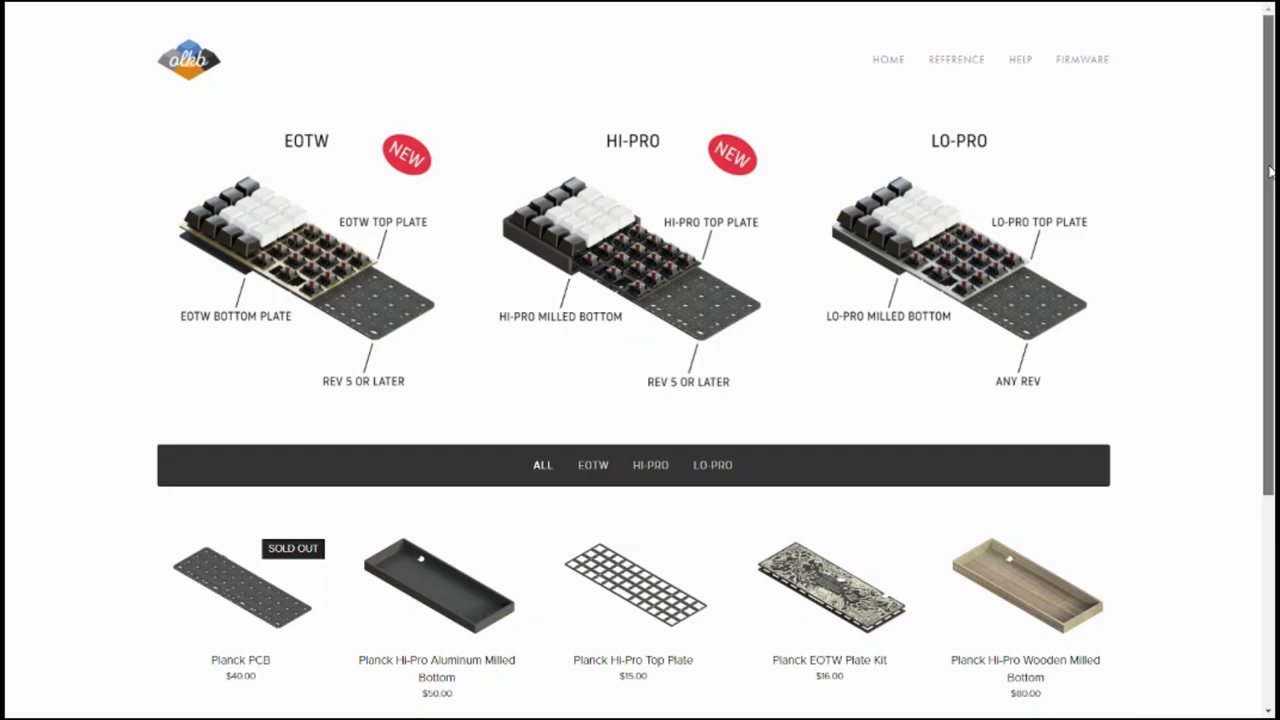 olkb
HOME REFERENCE HELP FIRMWARE
EOTW
NEW
HI-PRO
NEW
LO-PRO
EOTW TOP PLATE
HI-PRO TOP PLATE
LO-PRO TOP PLATE
EOTW BOTTOM PLATE
HI-PRO MILLED BOTTOM
LO-PRO MILLED BOTTOM
REV 5 OR LATER
REV 5 OR LATER
ANY REV
ALL EOTW HI-PRO LO-PRO
SOLD OUT
Planck PCB
$40.00
Planck Hi-Pro Aluminum Milled
Bottom
$50.00
Planck Hi-Pro Top Plate
$15.00
Planck EOTW Plate Kit
$16.00
Planck Hi-Pro Wooden Milled
Bottom
$80.00